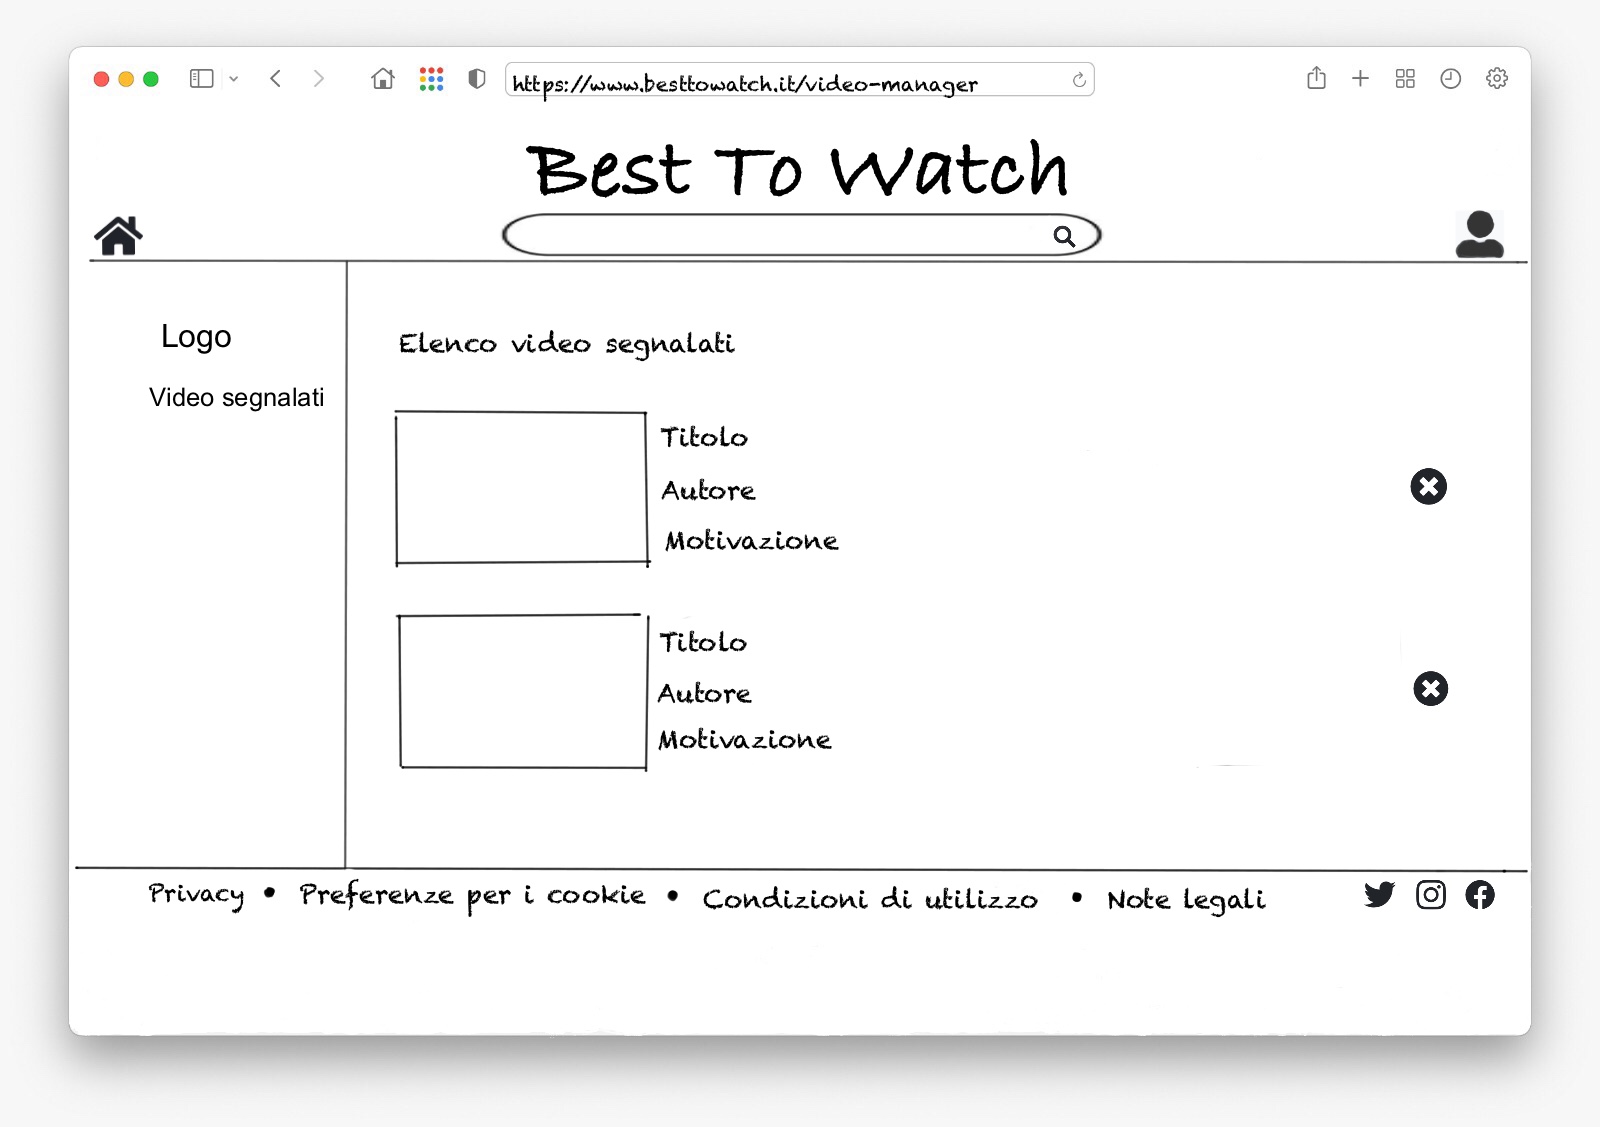 https://www.besttowatch.it/video-manager
Best To Watch
Logo
Video segnalati
Elenco video segnalati
Titolo
Autore
Motivazione
Titolo
Autore
Motivazione
Privacy • Preferenze per i cookie • Condizioni di utilizzo • Note legali